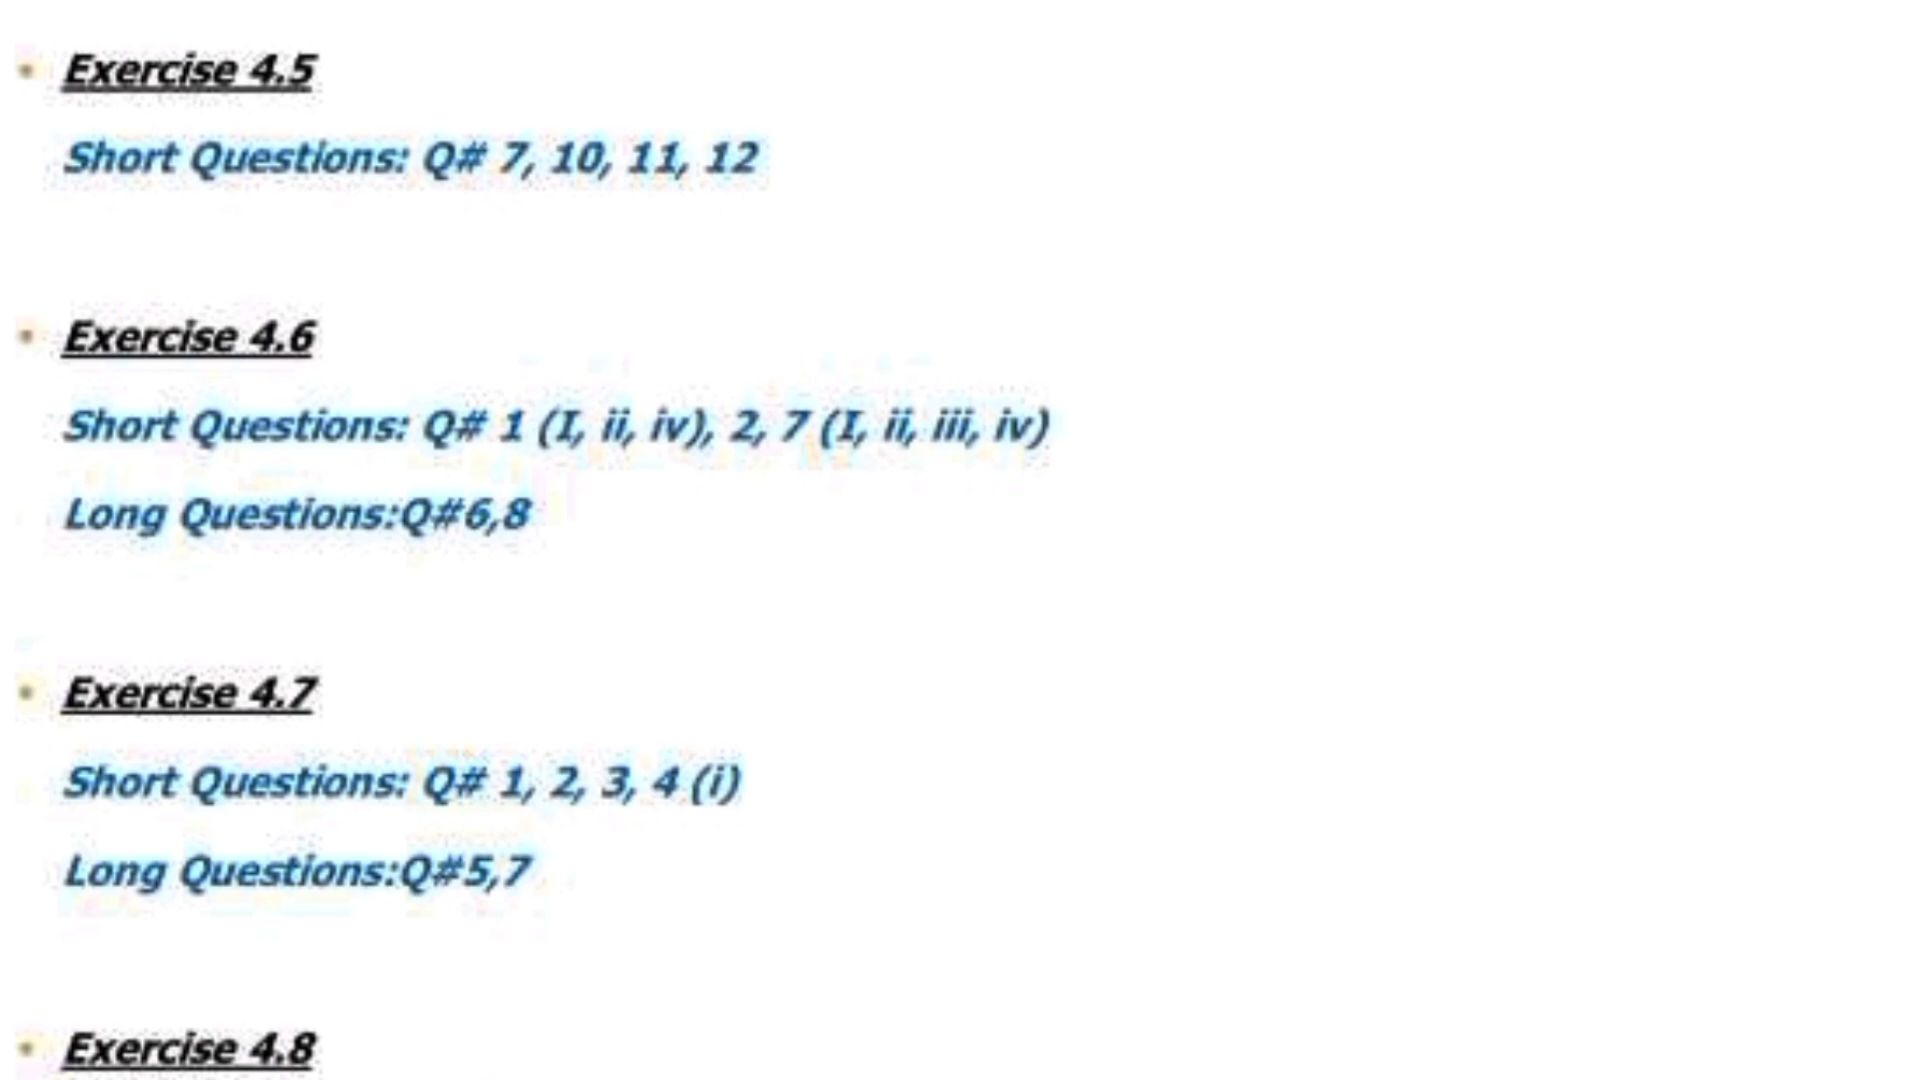 • Exercise 4.5
Short Questions: Q# 7, 10, 11, 12
• Exercise 4.6
Short Questions: Q# 1 (I, ii, iv), 2, 7 (I, ii, iii, iv)
Long Questions:Q#6,8
• Exercise 4.7
Short Questions: Q# 1, 2, 3, 4 (i)
Long Questions:Q#5,7
• Exercise 4.8